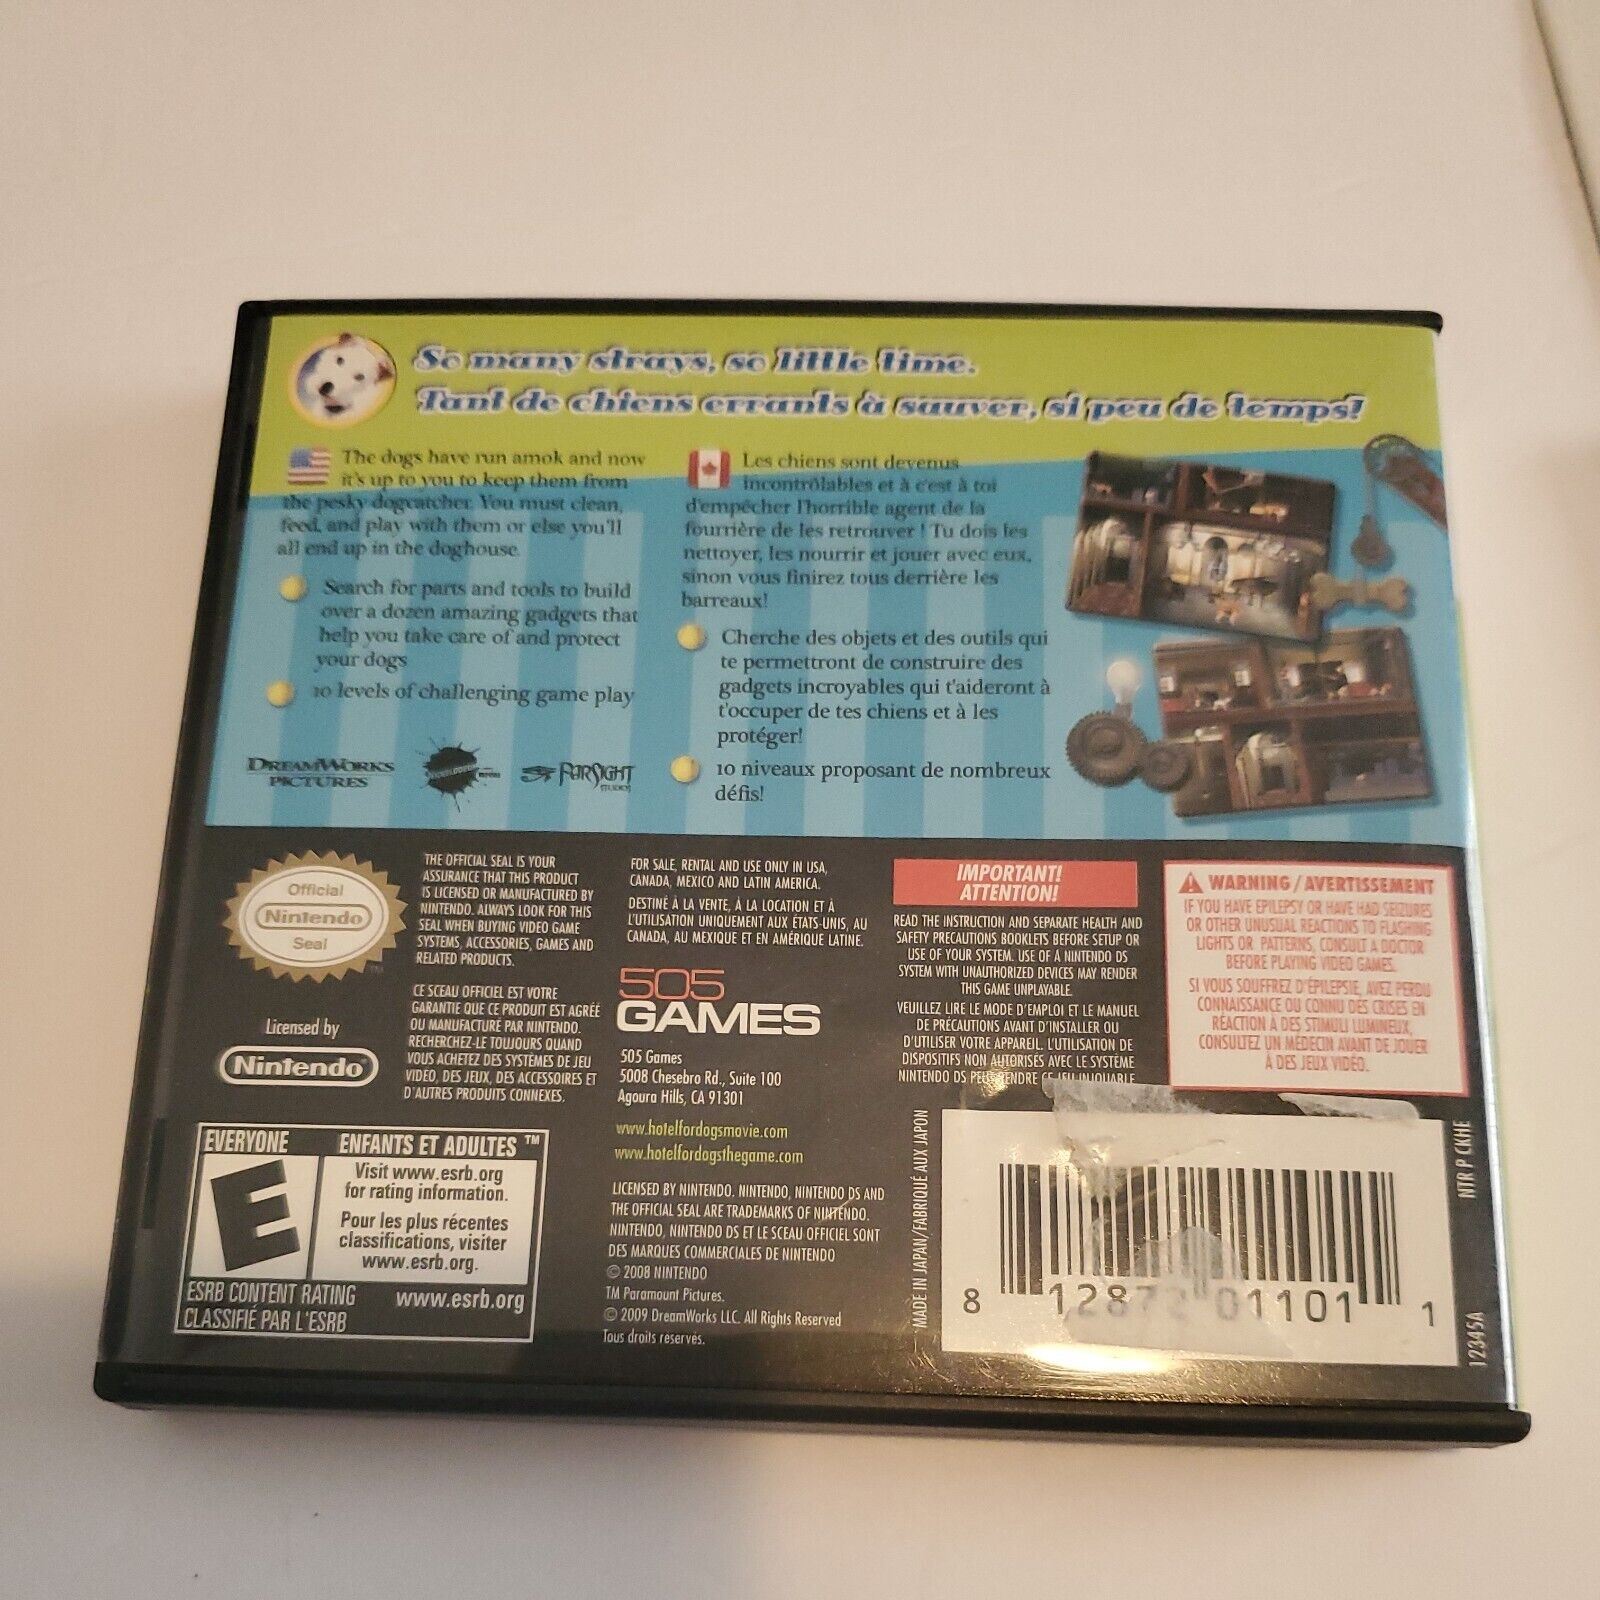 So many strays, so little time.
Tant de chiens errants à sauver, si peu de temps!
The dogs have run amok and now
it's up to you to keep them from
the pesky dogcatcher. You must clean,
feed, and play with them or else you'll
all end up in the doghouse.
Search for parts and tools to build
over a dozen amazing gadgets that
help you take care of and protect
your dogs
10 levels of challenging game play
Les chiens sont devenus
incontrôlables et à c'est à toi
d'empêcher l'horrible agent de la
fourrière de les retrouver ! Tu dois les
nettoyer, les nourrir et jouer avec eux,
sinon vous finirez tous derrière les
barreaux!
Cherche des objets et des outils qui
te permettront de construire des
gadgets incroyables qui t'aideront à
t'occuper de tes chiens et à les
protéger!
10 niveaux proposant de nombreux
défis!
DREAMWORKS
PICTURES
NICKELODEON
MOVIES
FARSIGHT
STUDIOS
Official
Nintendo
Seal
TM
Licensed by
Nintendo
THE OFFICIAL SEAL IS YOUR
ASSURANCE THAT THIS PRODUCT
IS LICENSED OR MANUFACTURED BY
NINTENDO. ALWAYS LOOK FOR THIS
SEAL WHEN BUYING VIDEO GAME
SYSTEMS, ACCESSORIES, GAMES AND
RELATED PRODUCTS.
CE SCEAU OFFICIEL EST VOTRE
GARANTIE QUE CE PRODUIT EST AGRÉÉ
OU MANUFACTURÉ PAR NINTENDO.
RECHERCHEZ-LE TOUJOURS QUAND
VOUS ACHETEZ DES SYSTÈMES DE JEU
VIDÉO, DES JEUX, DES ACCESSOIRES ET
D'AUTRES PRODUITS CONNEXES.
FOR SALE, RENTAL AND USE ONLY IN USA,
CANADA, MEXICO AND LATIN AMERICA.
DESTINÉ À LA VENTE, À LA LOCATION ET À
L'UTILISATION UNIQUEMENT AUX ÉTATS-UNIS, AU
CANADA, AU MEXIQUE ET EN AMÉRIQUE LATINE.
505
GAMES
505 Games
5008 Chesebro Rd., Suite 100
Agoura Hills, CA 91301
www.hotelfordogsmovie.com
www.hotelfordogsthegame.com
LICENSED BY NINTENDO. NINTENDO, NINTENDO DS AND
THE OFFICIAL SEAL ARE TRADEMARKS OF NINTENDO.
NINTENDO, NINTENDO DS ET LE SCEAU OFFICIEL SONT
DES MARQUES COMMERCIALES DE NINTENDO
© 2008 NINTENDO
TM Paramount Pictures.
© 2009 DreamWorks LLC. All Rights Reserved
Tous droits réservés.
IMPORTANT!
ATTENTION!
READ THE INSTRUCTION AND SEPARATE HEALTH AND
SAFETY PRECAUTIONS BOOKLETS BEFORE SETUP OR
USE OF YOUR SYSTEM. USE OF A NINTENDO DS
SYSTEM WITH UNAUTHORIZED DEVICES MAY RENDER
THIS GAME UNPLAYABLE.
VEUILLEZ LIRE LE MODE D'EMPLOI ET LE MANUEL
DE PRÉCAUTIONS AVANT D'INSTALLER OU
D'UTILISER VOTRE APPAREIL. L'UTILISATION DE
DISPOSITIFS NON AUTORISÉS AVEC LE SYSTÈME
NINTENDO DS PEUT RENDRE CE JEU INJOUABLE
WARNING / AVERTISSEMENT
IF YOU HAVE EPILEPSY OR HAVE HAD SEIZURES
OR OTHER UNUSUAL REACTIONS TO FLASHING
LIGHTS OR PATTERNS, CONSULT A DOCTOR
BEFORE PLAYING VIDEO GAMES.
SI VOUS SOUFFREZ D'ÉPILEPSIE, AVEZ PERDU
CONNAISSANCE OU CONNU DES CRISES EN
RÉACTION À DES STIMULI LUMINEUX,
CONSULTEZ UN MÉDECIN AVANT DE JOUER
À DES JEUX VIDÉO.
EVERYONE
ENFANTS ET ADULTES ™
E
Visit www.esrb.org
for rating information.
Pour les plus récentes
classifications, visiter
www.esrb.org.
ESRB CONTENT RATING www.esrb.org
CLASSIFIÉ PAR L'ESRB
MADE IN JAPAN/FABRIQUÉ AUX JAPON
8 12872 01101 1
NTR P CKHE
12345A